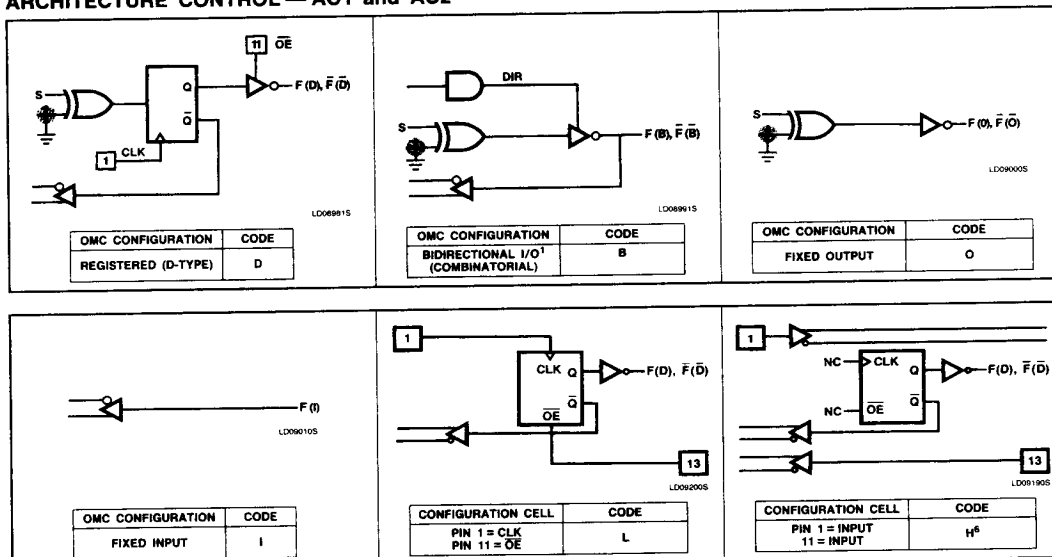 ARCHITECTURE CONTROL — AC1 and AC2
11 OE
S
Q
Q
F (D), F (D)
1 CLK
LD08981S
OMC CONFIGURATION CODE
REGISTERED (D-TYPE) D
DIR
S
F (B), F (B)
LD08991S
OMC CONFIGURATION CODE
BIDIRECTIONAL I/O1 B
(COMBINATORIAL)
S
F (0), F (O)
LD09000S
OMC CONFIGURATION CODE
FIXED OUTPUT O
F (I)
LD09010S
OMC CONFIGURATION CODE
FIXED INPUT I
1
CLK Q
Q
OE
F(D), F(D)
13
LD09200S
CONFIGURATION CELL CODE
PIN 1 = CLK L
PIN 11 = OE
1
NC CLK Q
Q
NC OE
F(D), F(D)
13
LD09190S
CONFIGURATION CELL CODE
PIN 1 = INPUT H6
11 = INPUT